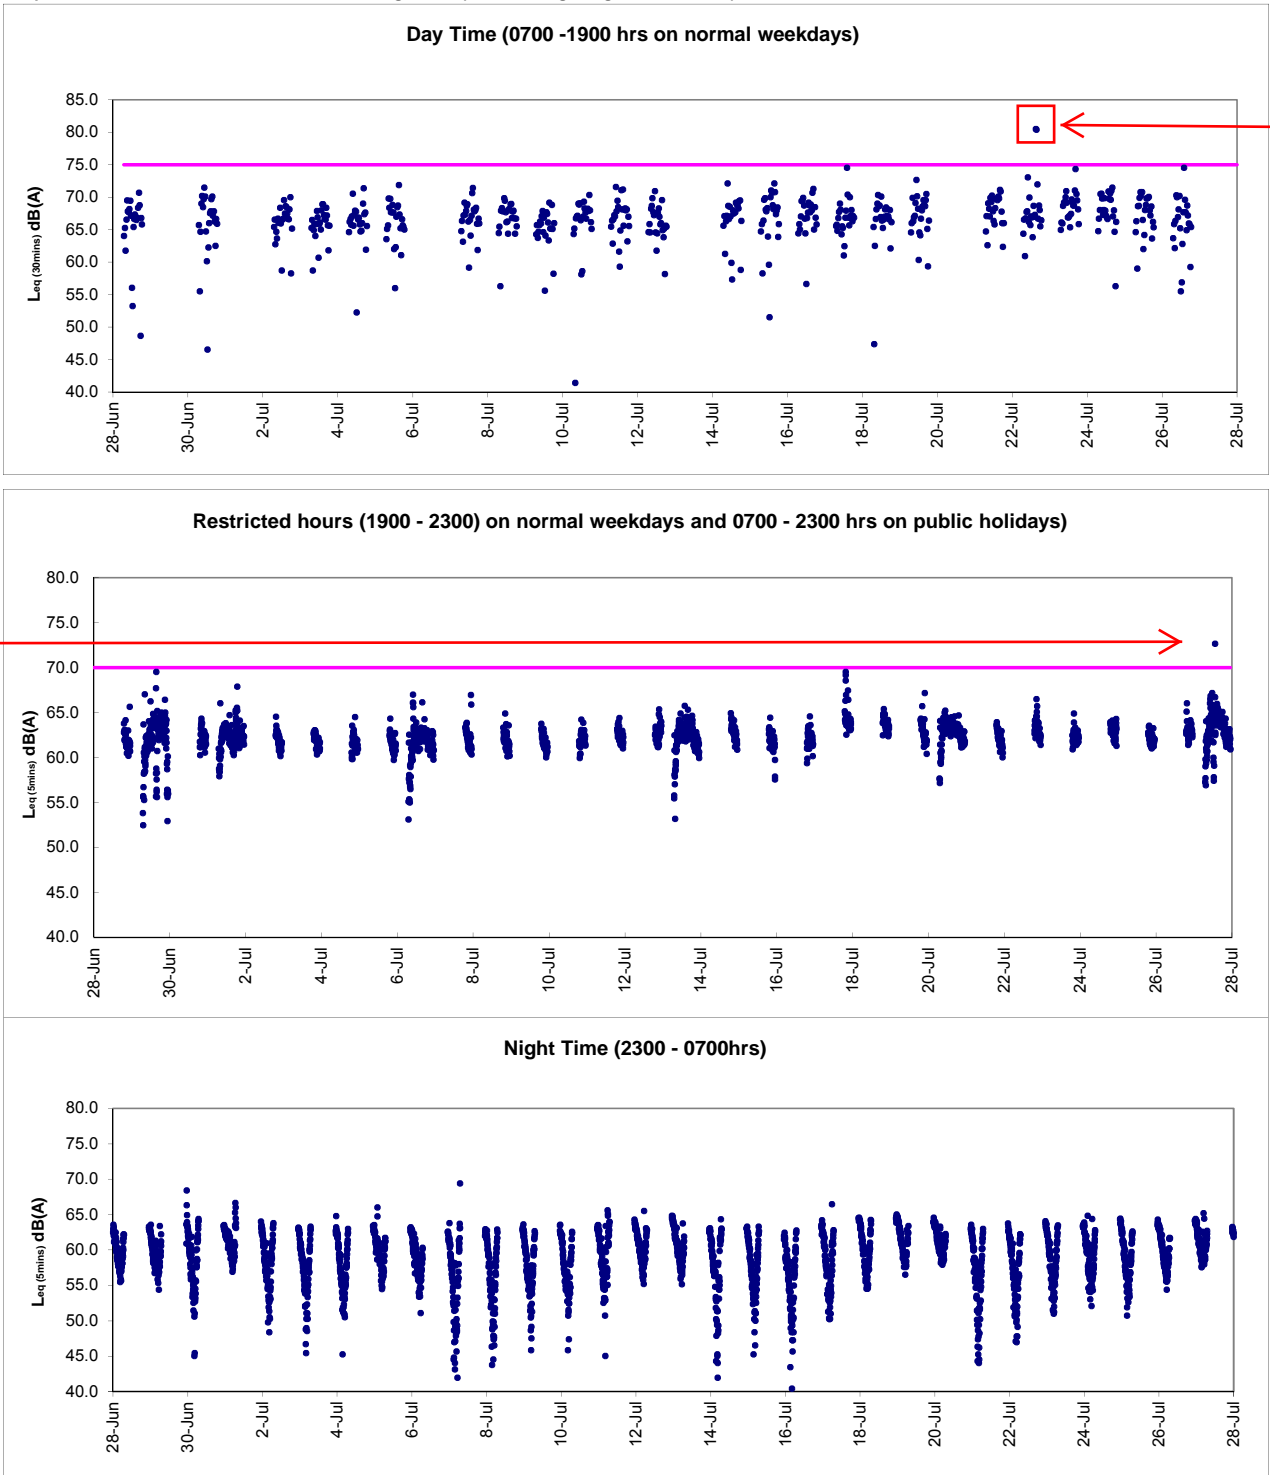 Day Time (0700 -1900 hrs on normal weekdays)
Leq (30mins) dB(A)
85.0
80.0
75.0
70.0
65.0
60.0
55.0
50.0
45.0
40.0
28-Jun
30-Jun
2-Jul
4-Jul
6-Jul
8-Jul
10-Jul
12-Jul
14-Jul
16-Jul
18-Jul
20-Jul
22-Jul
24-Jul
26-Jul
28-Jul
Restricted hours (1900 - 2300) on normal weekdays and 0700 - 2300 hrs on public holidays)
Leq (5mins) dB(A)
80.0
75.0
70.0
65.0
60.0
55.0
50.0
45.0
40.0
28-Jun
30-Jun
2-Jul
4-Jul
6-Jul
8-Jul
10-Jul
12-Jul
14-Jul
16-Jul
18-Jul
20-Jul
22-Jul
24-Jul
26-Jul
28-Jul
Night Time (2300 - 0700hrs)
Leq (5mins) dB(A)
80.0
75.0
70.0
65.0
60.0
55.0
50.0
45.0
40.0
28-Jun
30-Jun
2-Jul
4-Jul
6-Jul
8-Jul
10-Jul
12-Jul
14-Jul
16-Jul
18-Jul
20-Jul
22-Jul
24-Jul
26-Jul
28-Jul